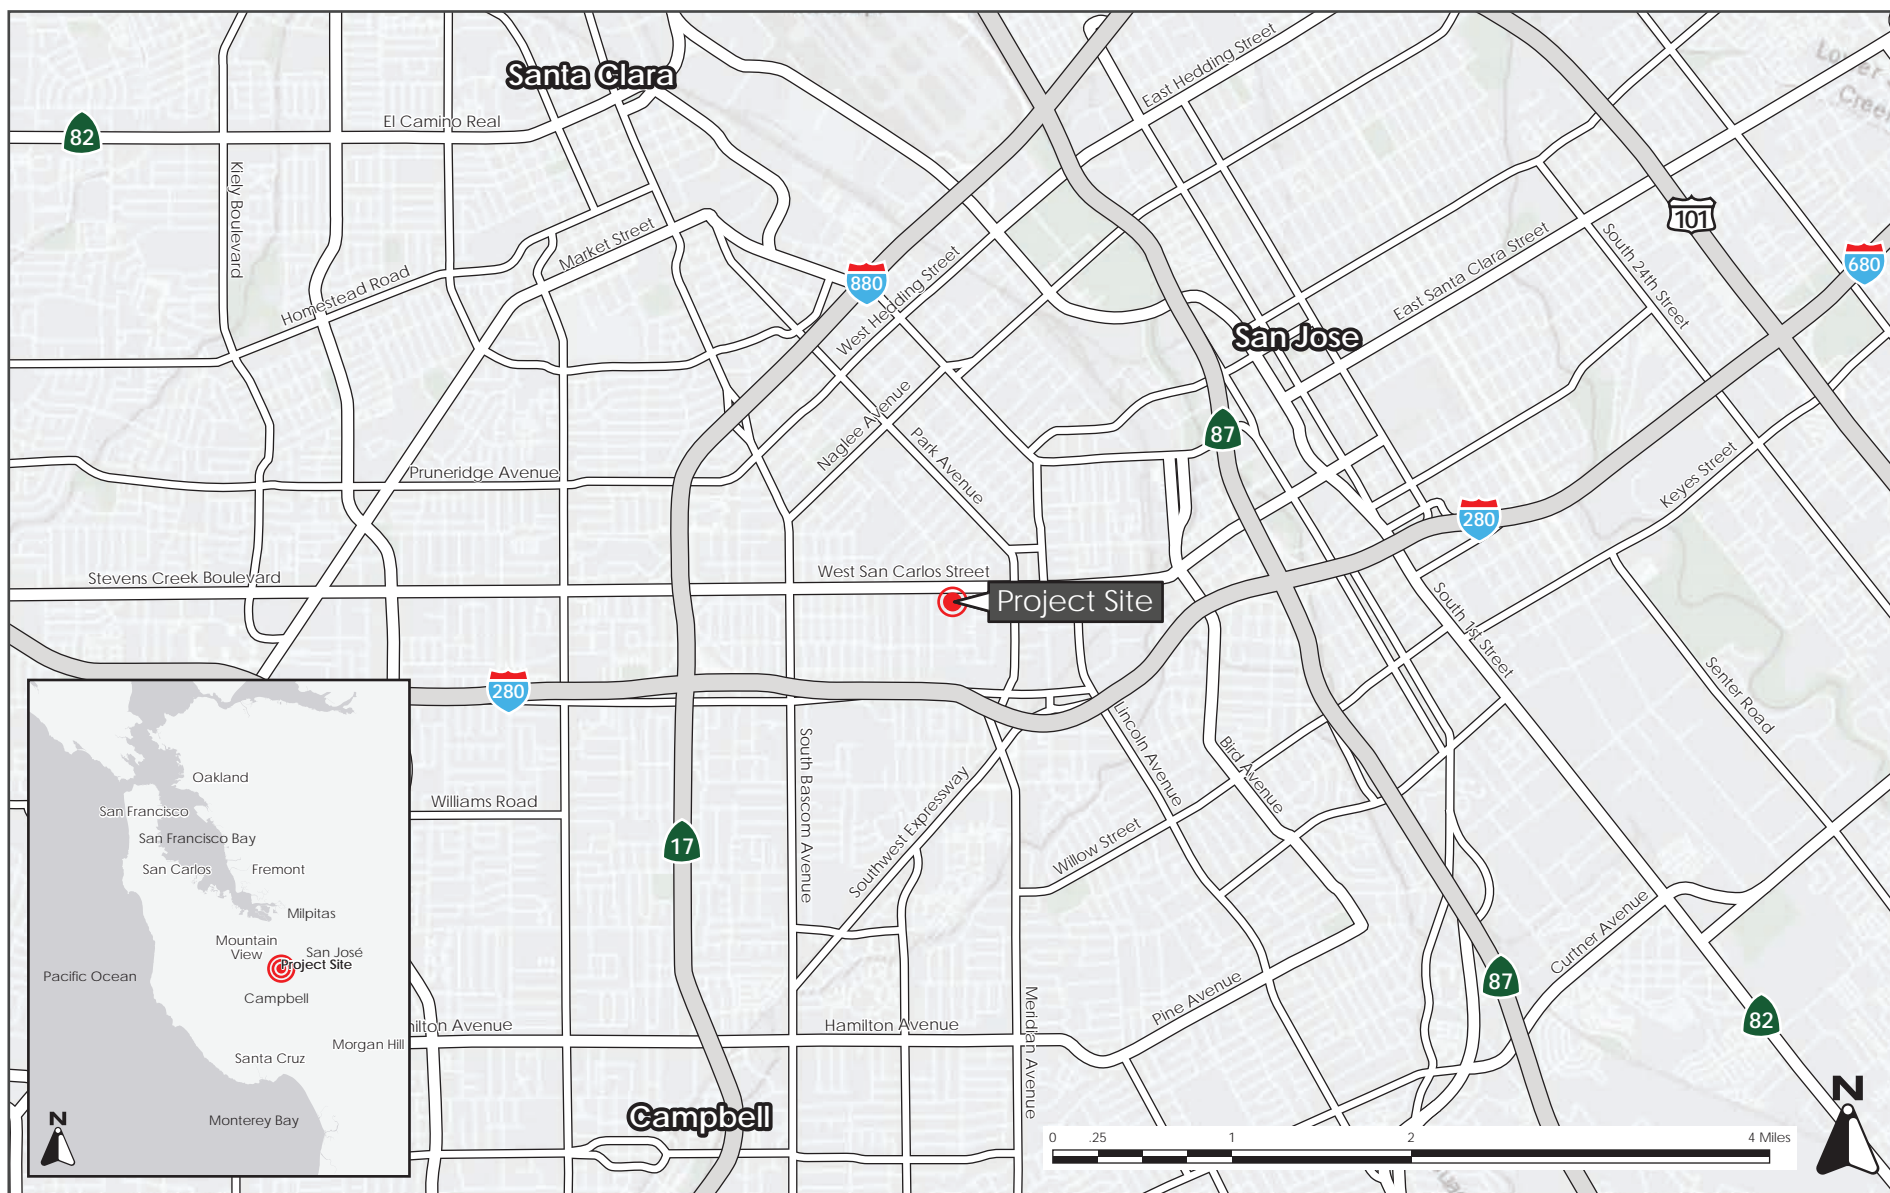 Santa Clara
East Hedding Street
Lower
Creek
82
El Camino Real
Kiely Boulevard
101
Market Street
South 24th Street
East Santa Clara Street
680
Homestead Road
880
West Hedding Street
San Jose
Naglee Avenue
87
Park Avenue
Pruneridge Avenue
Keyes Street
280
Stevens Creek Boulevard
West San Carlos Street
Project Site
South 1st Street
280
Senter Road
Lincoln Avenue
Bird Avenue
South Bascom Avenue
Southwest Expressway
Williams Road
17
Willow Street
Curtner Avenue
87
Pine Avenue
82
Meridian Avenue
milton Avenue
Hamilton Avenue
Campbell
Oakland
San Francisco
San Francisco Bay
San Carlos
Fremont
Milpitas
Mountain
View
San José
Project Site
Pacific Ocean
Campbell
Morgan Hill
Santa Cruz
Monterey Bay
N
0 .25 1 2 4 Miles
N